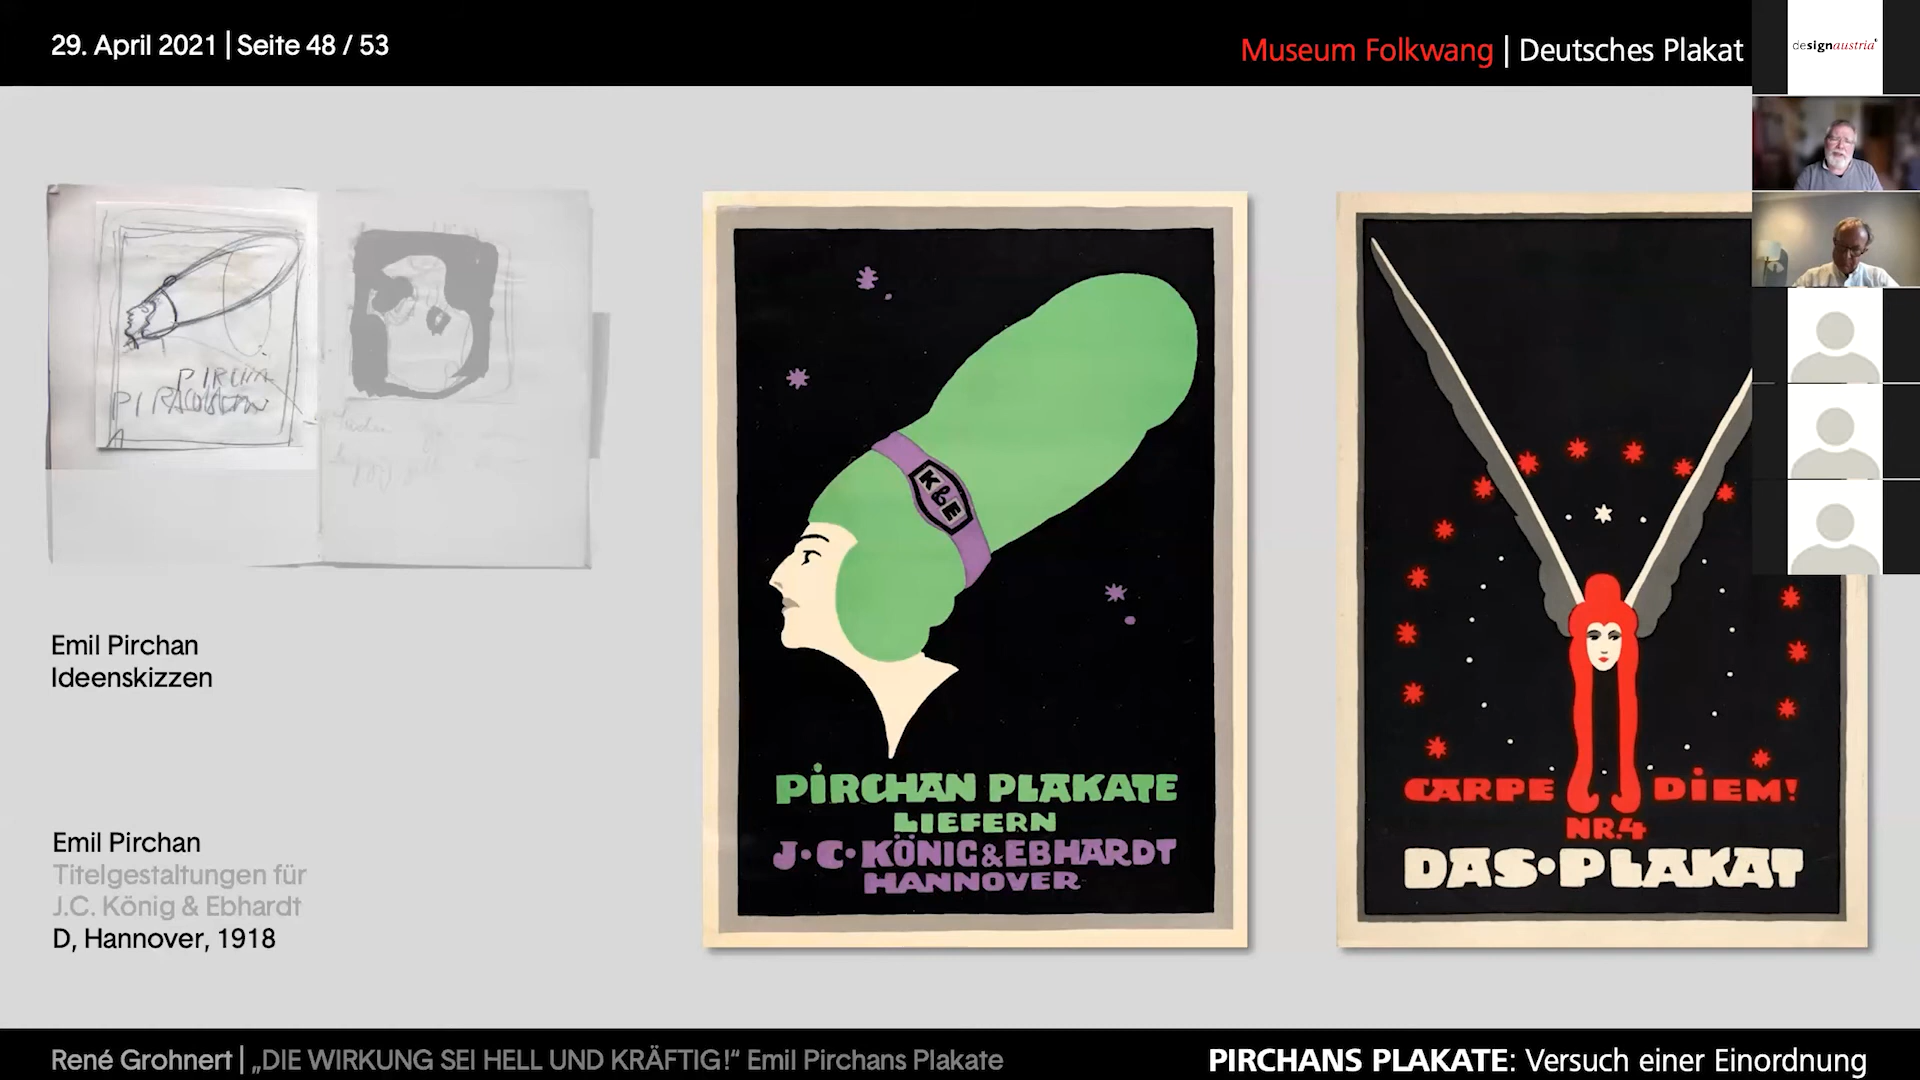 29. April 2021 | Seite 48 / 53
Museum Folkwang | Deutsches Plakat
designaustria
PIRCHAN
Emil Pirchan
Ideenskizzen
Emil Pirchan
Titelgestaltungen für
J.C. König & Ebhardt
D, Hannover, 1918
K&E
PiRCHAN PLAKATE
LIEFERN
J·C·KÖNIG&EBHARDT
HANNOVER
CARPE DiEM!
NR.4
DAS·PLAKAT
René Grohnert | „DIE WIRKUNG SEI HELL UND KRÄFTIG!“ Emil Pirchans Plakate
PIRCHANS PLAKATE: Versuch einer Einordnung